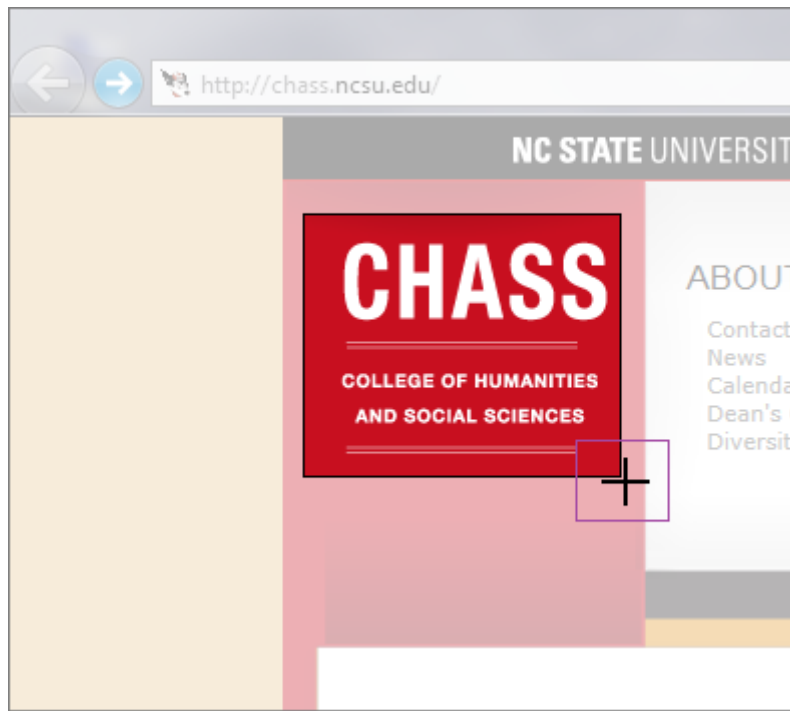 http://chass.ncsu.edu/
NC STATE UNIVERSIT
CHASS
COLLEGE OF HUMANITIES
AND SOCIAL SCIENCES
ABOUT
Contact
News
Calenda
Dean's
Diversit